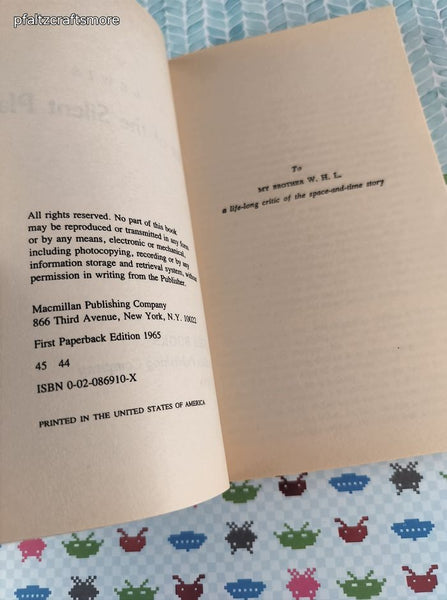 pfaltzcraftsmore
All rights reserved. No part of this book
may be reproduced or transmitted in any form
or by any means, electronic or mechanical,
including photocopying, recording or by any
information storage and retrieval system, without
permission in writing from the Publisher.
Macmillan Publishing Company
866 Third Avenue, New York, N.Y. 10022
First Paperback Edition 1965
45 44
ISBN 0-02-086910-X
PRINTED IN THE UNITED STATES OF AMERICA
To
MY BROTHER W. H. L.
a life-long critic of the space-and-time story